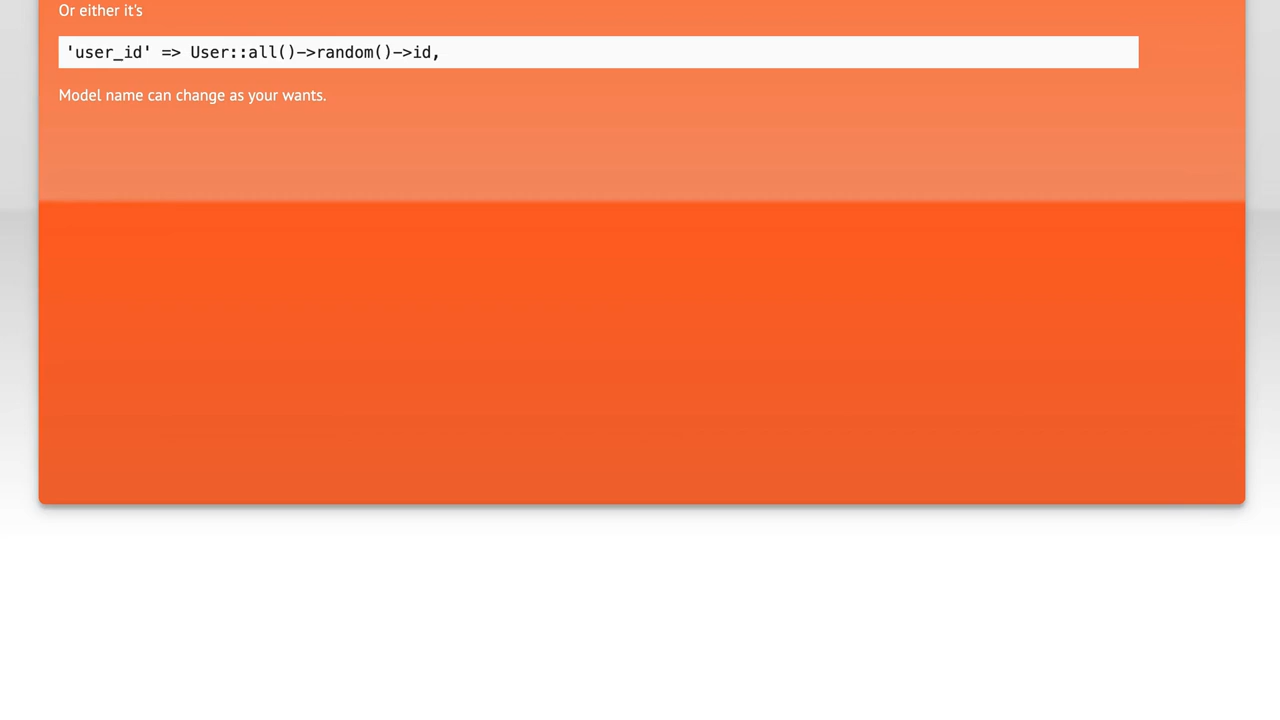 Or either it's
'user_id' => User::all()->random()->id,
Model name can change as your wants.